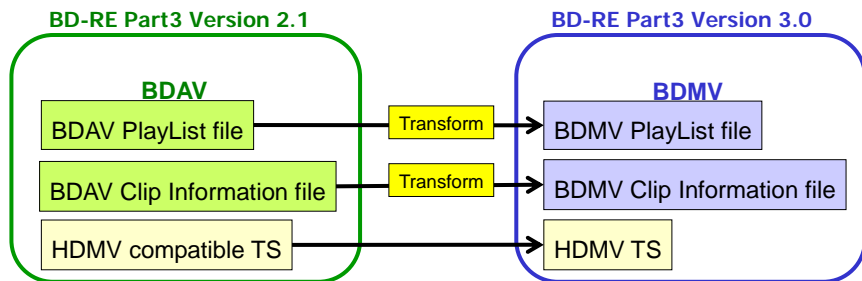 BD-RE Part3 Version 2.1
BD-RE Part3 Version 3.0
BDAV
BDMV
BDAV PlayList file
Transform
BDMV PlayList file
BDAV Clip Information file
Transform
BDMV Clip Information file
HDMV compatible TS
HDMV TS